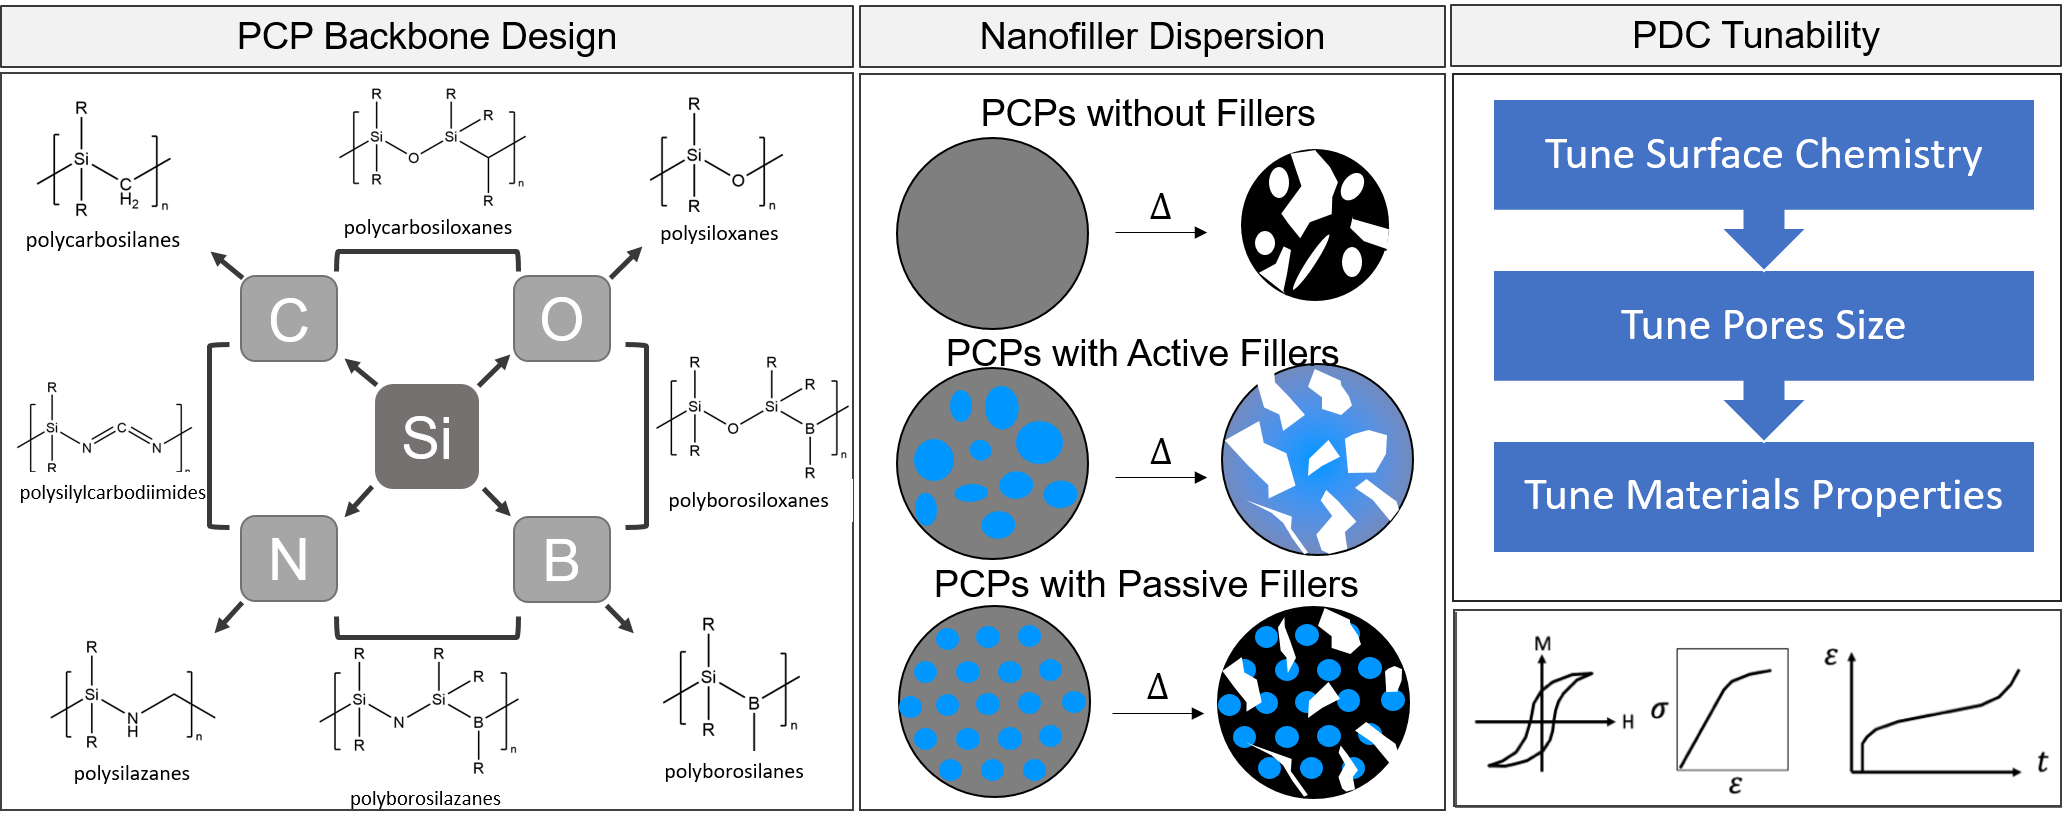 PCP Backbone Design
R
Si
R
C
H2
n
polycarbosilanes
R
Si
R
O
R
Si
R
R
n
polycarbosiloxanes
R
Si
R
O
n
polysiloxanes
C
O
Si
N
B
R
Si
R
N
C
N
n
polysilylcarbodiimides
R
Si
R
O
R
Si
R
B
R
n
polyborosiloxanes
R
Si
R
N
H
n
polysilazanes
R
Si
R
N
R
Si
R
B
R
n
polyborosilazanes
R
Si
R
B
n
polyborosilanes
Nanofiller Dispersion
PCPs without Fillers
Δ
PCPs with Active Fillers
Δ
PCPs with Passive Fillers
Δ
PDC Tunability
Tune Surface Chemistry
Tune Pores Size
Tune Materials Properties
M
H
σ
ε
ε
t